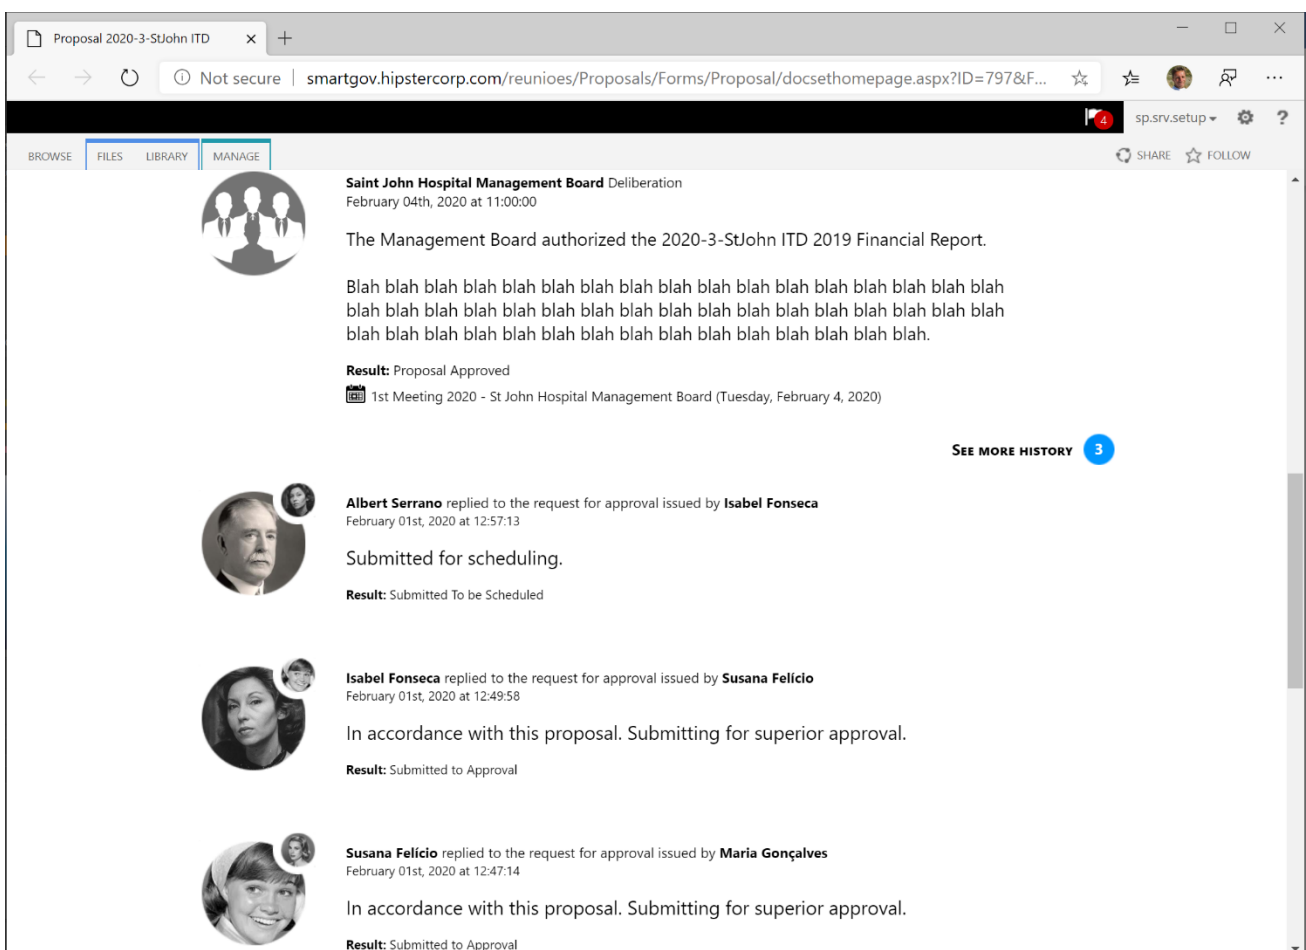 Proposal 2020-3-StJohn ITD
Not secure | smartgov.hipstercorp.com/reunioes/Proposals/Forms/Proposal/docsethomepage.aspx?ID=797&F...
4 sp.srv.setup ?
BROWSE FILES LIBRARY MANAGE SHARE FOLLOW
Saint John Hospital Management Board Deliberation
February 04th, 2020 at 11:00:00
The Management Board authorized the 2020-3-StJohn ITD 2019 Financial Report.
Blah blah blah blah blah blah blah blah blah blah blah blah blah blah blah blah blah
blah blah blah blah blah blah blah blah blah blah blah blah blah blah blah blah blah
blah blah blah blah blah blah blah blah blah blah blah blah blah blah blah.
Result: Proposal Approved
1st Meeting 2020 - St John Hospital Management Board (Tuesday, February 4, 2020)
SEE MORE HISTORY 3
Albert Serrano replied to the request for approval issued by Isabel Fonseca
February 01st, 2020 at 12:57:13
Submitted for scheduling.
Result: Submitted To be Scheduled
Isabel Fonseca replied to the request for approval issued by Susana Felício
February 01st, 2020 at 12:49:58
In accordance with this proposal. Submitting for superior approval.
Result: Submitted to Approval
Susana Felício replied to the request for approval issued by Maria Gonçalves
February 01st, 2020 at 12:47:14
In accordance with this proposal. Submitting for superior approval.
Result: Submitted to Approval